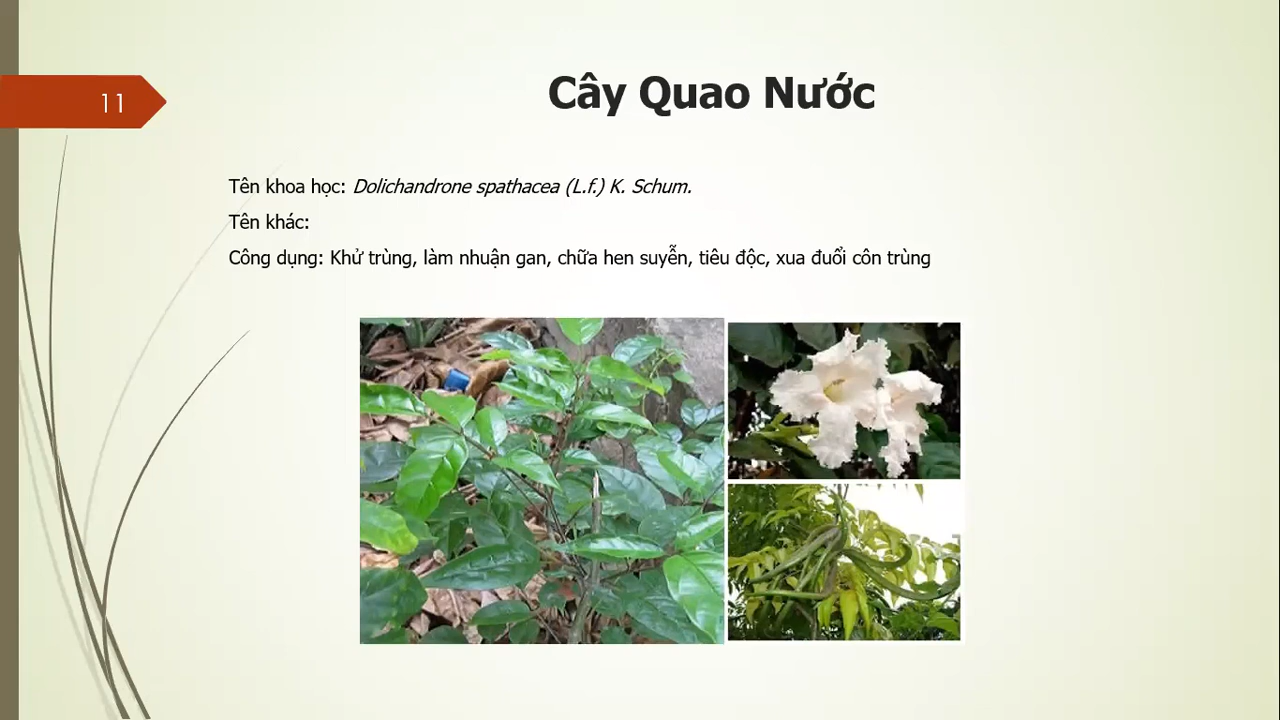 11
Cây Quao Nước
Tên khoa học: Dolichandrone spathacea (L.f.) K. Schum.
Tên khác:
Công dụng: Khử trùng, làm nhuận gan, chữa hen suyễn, tiêu độc, xua đuổi côn trùng